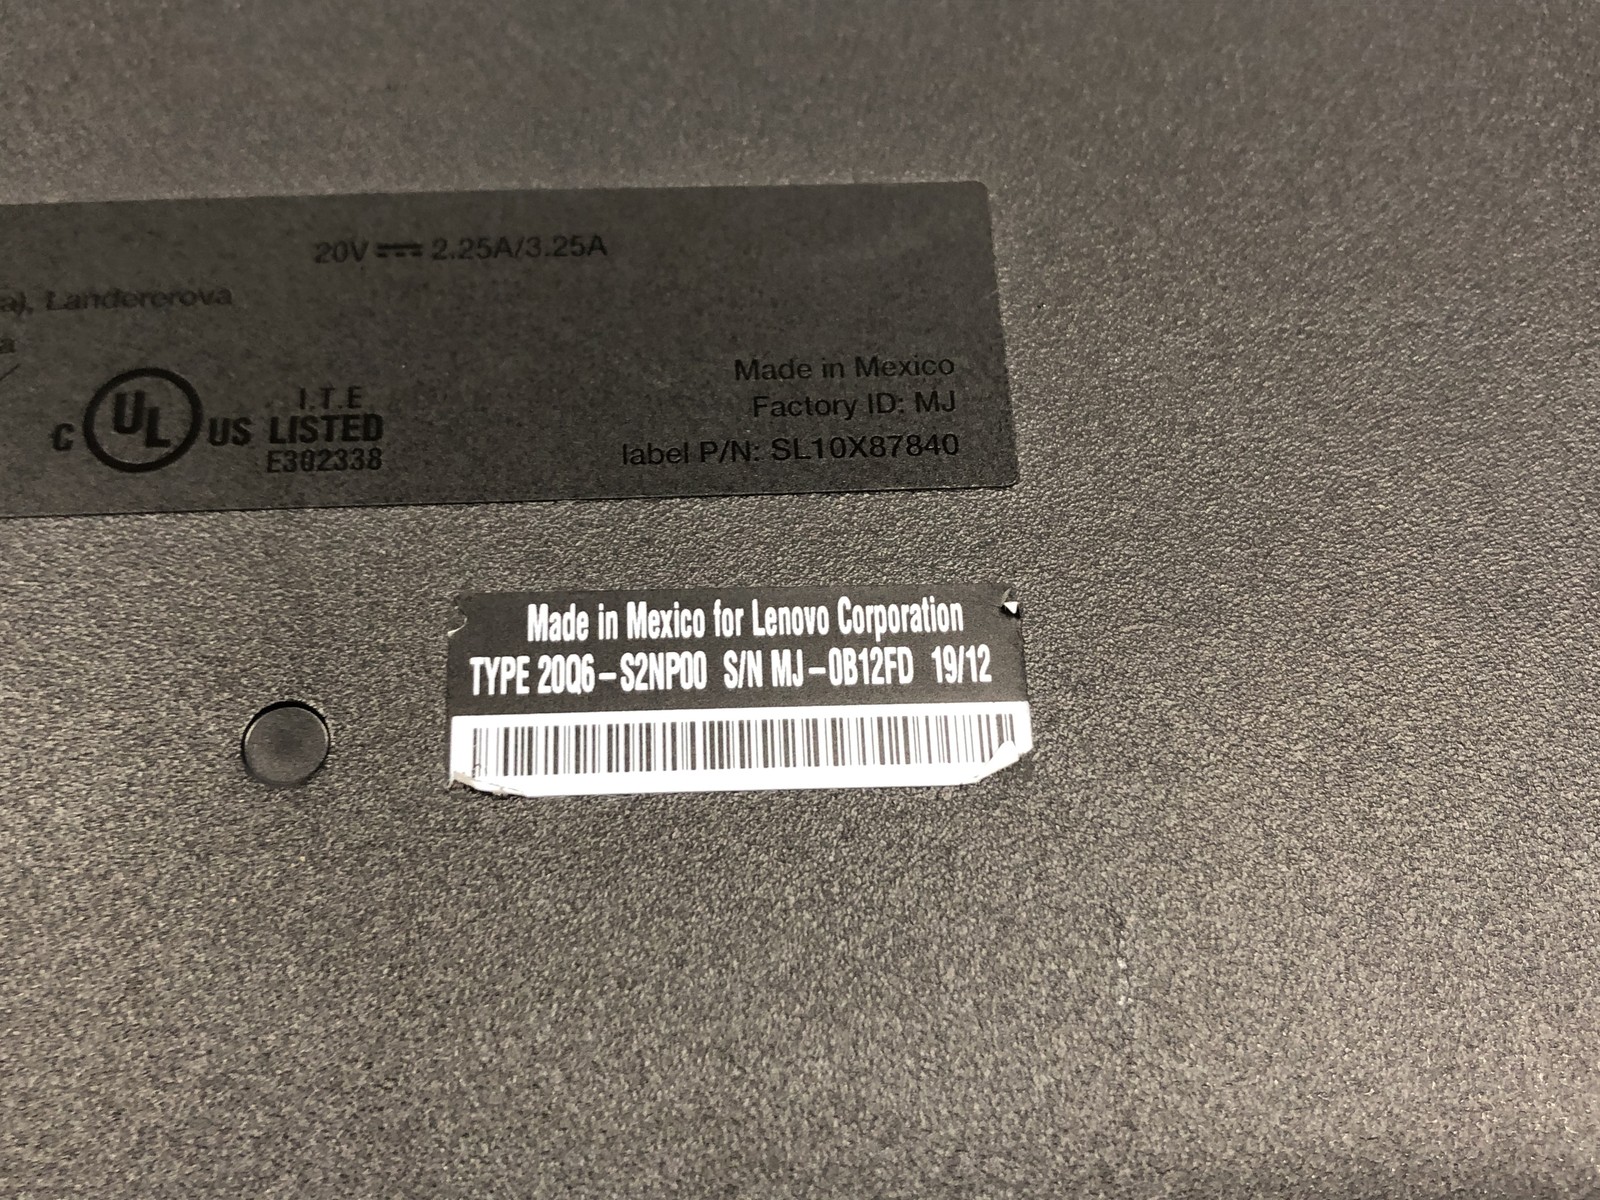 20V ⎓ 2.25A/3.25A
a), Landererova
a
C UL US I.T.E
LISTED
E302338
Made in Mexico
Factory ID: MJ
label P/N: SL10X87840
Made in Mexico for Lenovo Corporation
TYPE 20Q6-S2NP00 S/N MJ-0B12FD 19/12